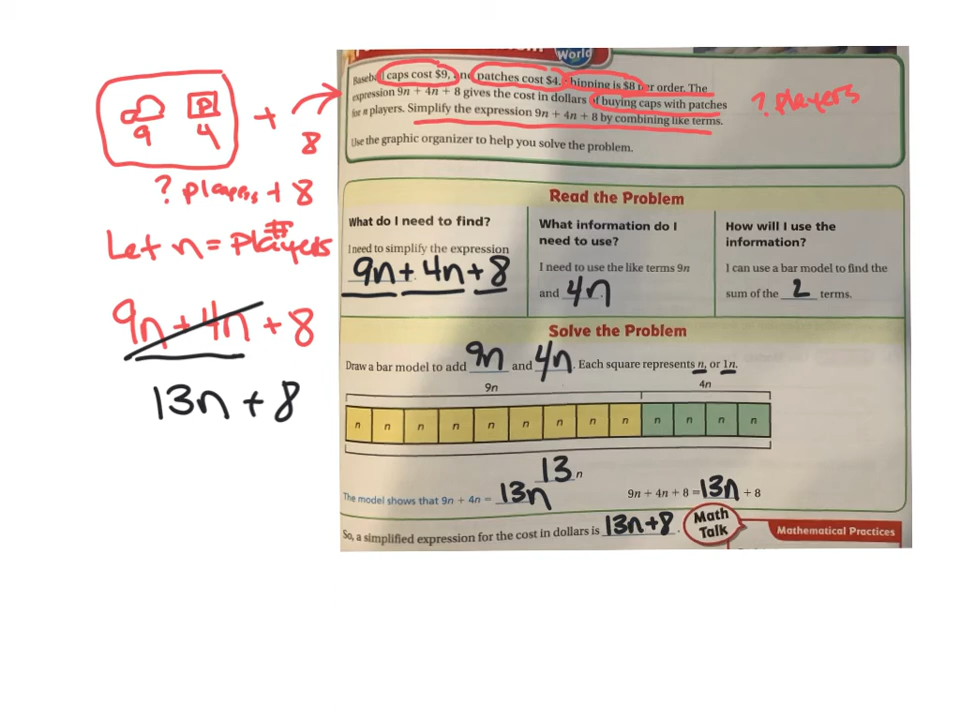 World
Baseball caps cost $9, and patches cost $4. Shipping is $8 per order. The
expression 9n + 4n + 8 gives the cost in dollars of buying caps with patches
for n players. Simplify the expression 9n + 4n + 8 by combining like terms.
Use the graphic organizer to help you solve the problem.
? players
P
9 4 + 8
? players + 8
Let n = # players
9n + 4n + 8
13n + 8
Read the Problem
What do I need to find?
I need to simplify the expression
9n + 4n + 8
What information do I
need to use?
I need to use the like terms 9n
and 4n.
How will I use the
information?
I can use a bar model to find the
sum of the 2 terms.
Solve the Problem
Draw a bar model to add 9n and 4n. Each square represents n, or 1n.
9n 4n
n n n n n n n n n n n n n
13 n
The model shows that 9n + 4n = 13n
9n + 4n + 8 = 13n + 8
So, a simplified expression for the cost in dollars is 13n+8.
Math
Talk
Mathematical Practices